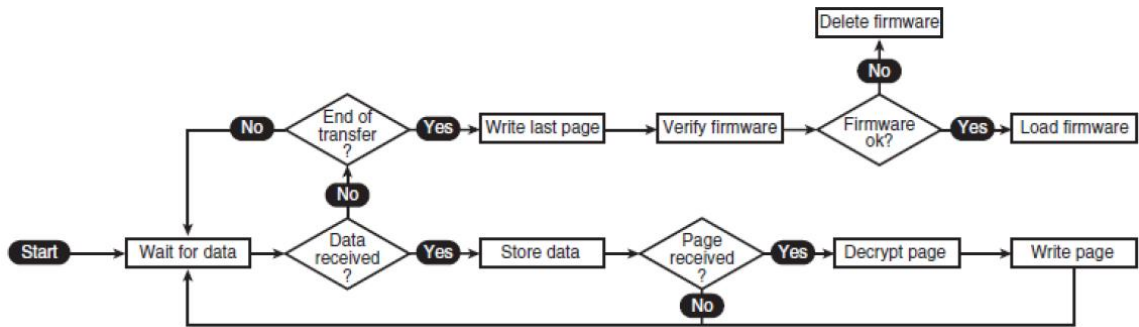 Delete firmware
No
No
End of
transfer
?
Yes
Write last page
Verify firmware
Firmware
ok?
Yes
Load firmware
No
Start
Wait for data
Data
received
?
Yes
Store data
Page
received
?
Yes
Decrypt page
Write page
No